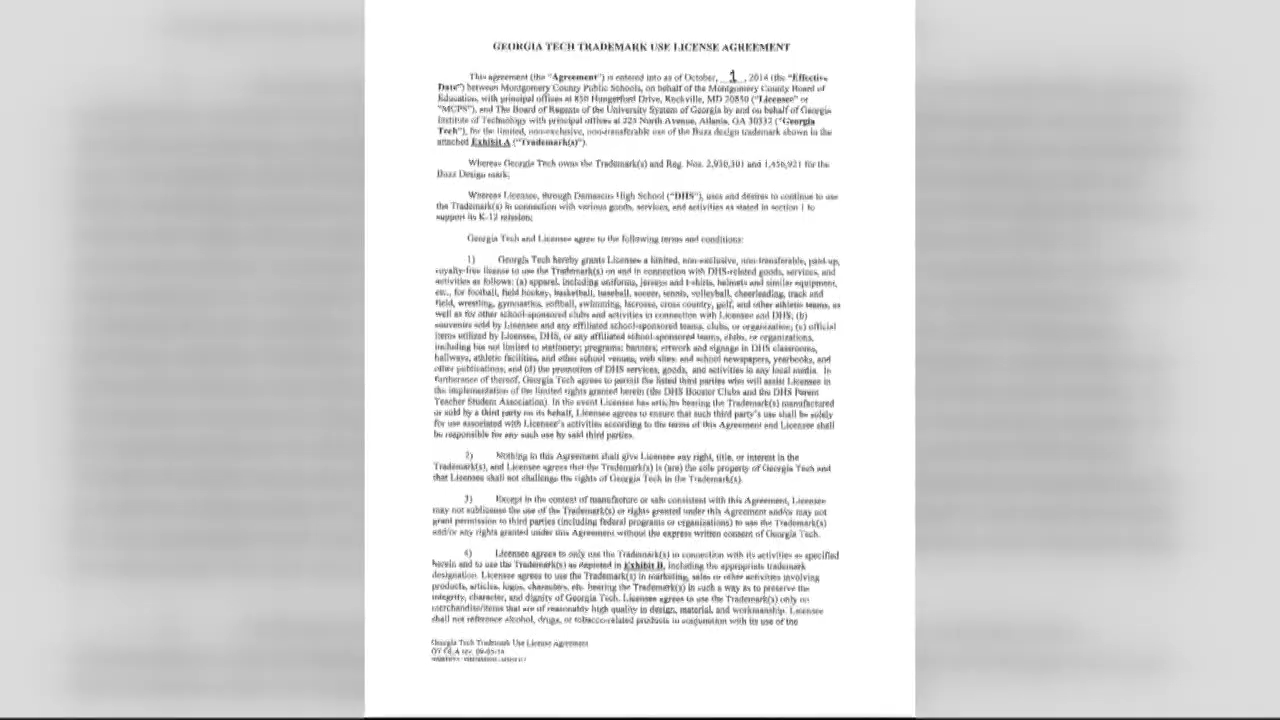 GEORGIA TECH TRADEMARK USE LICENSE AGREEMENT
This agreement (the "Agreement") is entered into as of October, 1, 2014 (the "Effective
Date") between Montgomery County Public Schools, on behalf of the Montgomery County Board of
Education, with principal offices at 850 Hungerford Drive, Rockville, MD 20850 ("Licensee" or
"MCPS"), and The Board of Regents of the University System of Georgia by and on behalf of Georgia
Institute of Technology with principal offices at 225 North Avenue, Atlanta, GA 30332 ("Georgia
Tech"), for the limited, non-exclusive, non-transferable use of the Buzz design trademark shown in the
attached Exhibit A ("Trademark(s)").
Whereas Georgia Tech owns the Trademark(s) and Reg. Nos. and for the
Buzz Design mark;
Whereas Licensee, through Damascus High School ("DHS"), uses and desires to continue to use
the Trademark(s) in connection with various goods, services, and activities as stated in section 1 to
support its K-12 mission;
Georgia Tech and Licensee agree to the following terms and conditions:
1) Georgia Tech hereby grants Licensee a limited, non-exclusive, non-transferable, paid-up,
royalty-free license to use the Trademark(s) on and in connection with DHS-related goods, services, and
activities as follows: (a) apparel, including uniforms, jerseys and t-shirts, helmets and similar equipment,
etc., for football, field hockey, basketball, baseball, soccer, tennis, volleyball, cheerleading, track and
field, wrestling, gymnastics, softball, swimming, lacrosse, cross country, golf, and other athletic teams, as
well as for other school-sponsored clubs and activities in connection with Licensee and DHS; (b)
souvenirs sold by Licensee and any affiliated school-sponsored teams, clubs, or organization; (c) official
items utilized by Licensee, DHS, or any affiliated school-sponsored teams, clubs, or organizations,
including but not limited to stationery; programs; banners; artwork and signage in DHS classrooms,
hallways, athletic facilities, and other school venues; web sites; and school newspapers, yearbooks, and
other publications; and (d) the promotion of DHS services, goods, and activities in any local media. In
furtherance of thereof, Georgia Tech agrees to permit the listed third parties who will assist Licensee in
the implementation of the limited rights granted herein (the DHS Booster Clubs and the DHS Parent
Teacher Student Association). In the event Licensee has articles bearing the Trademark(s) manufactured
or sold by a third party on its behalf, Licensee agrees to ensure that such third party's use shall be solely
for use associated with Licensee's activities according to the terms of this Agreement and Licensee shall
be responsible for any such use by said third parties.
2) Nothing in this Agreement shall give Licensee any right, title, or interest in the
Trademark(s), and Licensee agrees that the Trademark(s) is (are) the sole property of Georgia Tech and
that Licensee shall not challenge the rights of Georgia Tech in the Trademark(s).
3) Except in the context of manufacture or sale consistent with this Agreement, Licensee
may not sublicense the use of the Trademark(s) or rights granted under this Agreement and/or may not
grant permission to third parties (including federal programs or organizations) to use the Trademark(s)
and/or any rights granted under this Agreement without the express written consent of Georgia Tech.
4) Licensee agrees to only use the Trademark(s) in connection with its activities as specified
herein and to use the Trademark(s) as depicted in Exhibit B, including the appropriate trademark
designation. Licensee agrees to use the Trademark(s) in marketing, sales or other activities involving
products, articles, logos, characters, etc. bearing the Trademark(s) in such a way as to preserve the
integrity, character, and dignity of Georgia Tech. Licensee agrees to use the Trademark(s) only on
merchandise/items that are of reasonably high quality in design, material, and workmanship. Licensee
shall not reference alcohol, drugs, or tobacco-related products in conjunction with its use of the
Georgia Tech Trademark Use License Agreement